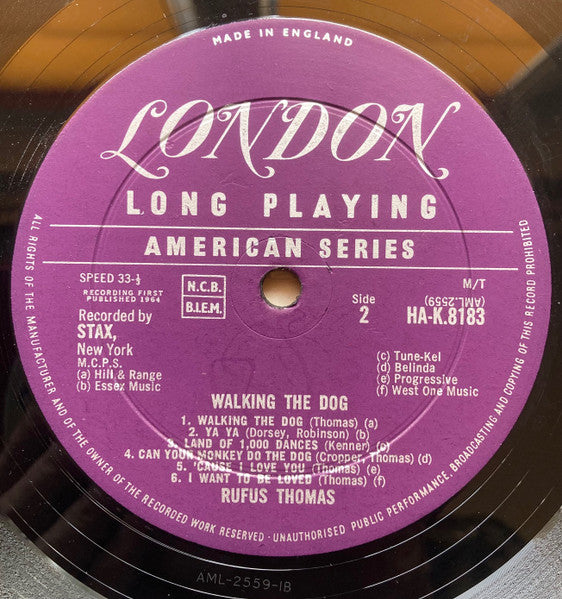 MADE IN ENGLAND
LONDON
LONG PLAYING
AMERICAN SERIES
SPEED 33-⅓
RECORDING FIRST
PUBLISHED 1964
Recorded by
STAX,
New York
M.C.P.S.
(a) Hill & Range
(b) Essex Music
N.C.B.
B.I.E.M.
Side
2
M/T
(AML.2559)
HA-K.8183
(c) Tune-Kel
(d) Belinda
(e) Progressive
(f) West One Music
WALKING THE DOG
1. WALKING THE DOG (Thomas) (a)
2. YA YA (Dorsey, Robinson) (b)
3. LAND OF 1,000 DANCES (Kenner) (c)
4. CAN YOUR MONKEY DO THE DOG (Cropper, Thomas) (d)
5. 'CAUSE I LOVE YOU (Thomas) (e)
6. I WANT TO BE LOVED (Thomas) (f)
RUFUS THOMAS
ALL RIGHTS OF THE MANUFACTURER AND OF THE OWNER OF THE RECORDED WORK RESERVED · UNAUTHORISED PUBLIC PERFORMANCE, BROADCASTING AND COPYING OF THIS RECORD PROHIBITED
AML-2559-1B